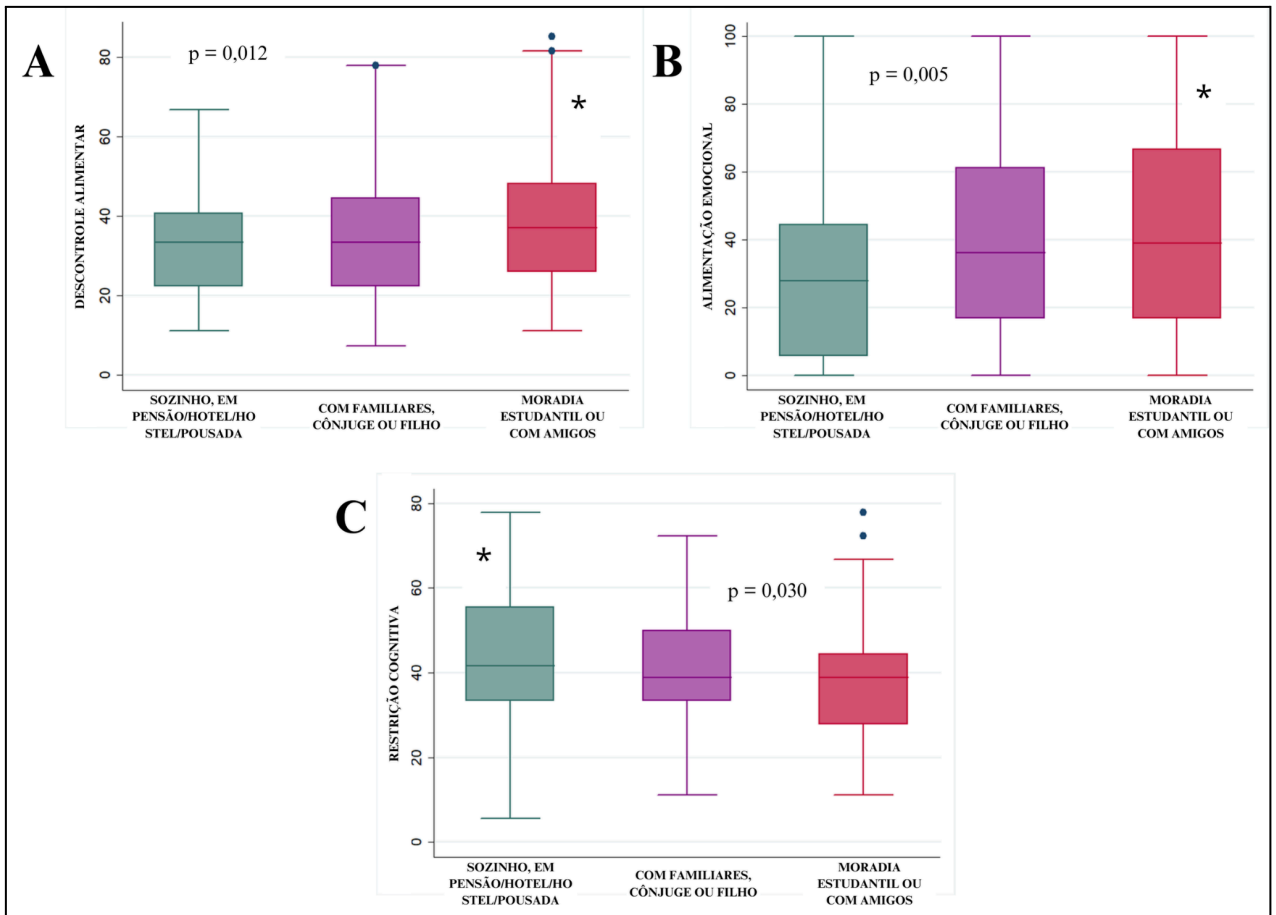 A
p = 0,012
*
DESCONTROLE ALIMENTAR
80
60
40
20
0
SOZINHO, EM
PENSÃO/HOTEL/HO
STEL/POUSADA
COM FAMILIARES,
CÔNJUGE OU FILHO
MORADIA
ESTUDANTIL OU
COM AMIGOS
B
p = 0,005
*
ALIMENTAÇÃO EMOCIONAL
100
80
60
40
20
0
SOZINHO, EM
PENSÃO/HOTEL/HO
STEL/POUSADA
COM FAMILIARES,
CÔNJUGE OU FILHO
MORADIA
ESTUDANTIL OU
COM AMIGOS
C
*
p = 0,030
RESTRIÇÃO COGNITIVA
80
60
40
20
0
SOZINHO, EM
PENSÃO/HOTEL/HO
STEL/POUSADA
COM FAMILIARES,
CÔNJUGE OU FILHO
MORADIA
ESTUDANTIL OU
COM AMIGOS